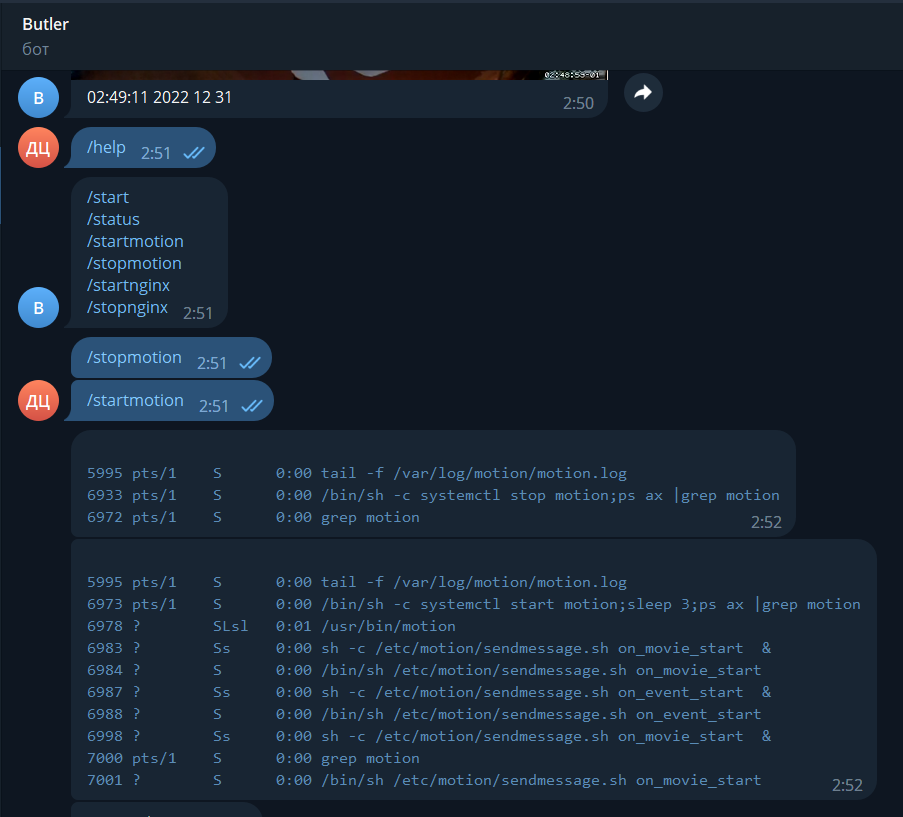 Butler
бот
02:48:53-01
02:49:11 2022 12 31
2:50
B
ДЦ
/help 2:51
/start
/status
/startmotion
/stopmotion
/startnginx
/stopnginx 2:51
B
/stopmotion 2:51
ДЦ
/startmotion 2:51
5995 pts/1 S 0:00 tail -f /var/log/motion/motion.log
6933 pts/1 S 0:00 /bin/sh -c systemctl stop motion;ps ax |grep motion
6972 pts/1 S 0:00 grep motion
2:52
5995 pts/1 S 0:00 tail -f /var/log/motion/motion.log
6973 pts/1 S 0:00 /bin/sh -c systemctl start motion;sleep 3;ps ax |grep motion
6978 ? SLsl 0:01 /usr/bin/motion
6983 ? Ss 0:00 sh -c /etc/motion/sendmessage.sh on_movie_start &
6984 ? S 0:00 /bin/sh /etc/motion/sendmessage.sh on_movie_start
6987 ? Ss 0:00 sh -c /etc/motion/sendmessage.sh on_event_start &
6988 ? S 0:00 /bin/sh /etc/motion/sendmessage.sh on_event_start
6998 ? Ss 0:00 sh -c /etc/motion/sendmessage.sh on_movie_start &
7000 pts/1 S 0:00 grep motion
7001 ? S 0:00 /bin/sh /etc/motion/sendmessage.sh on_movie_start
2:52